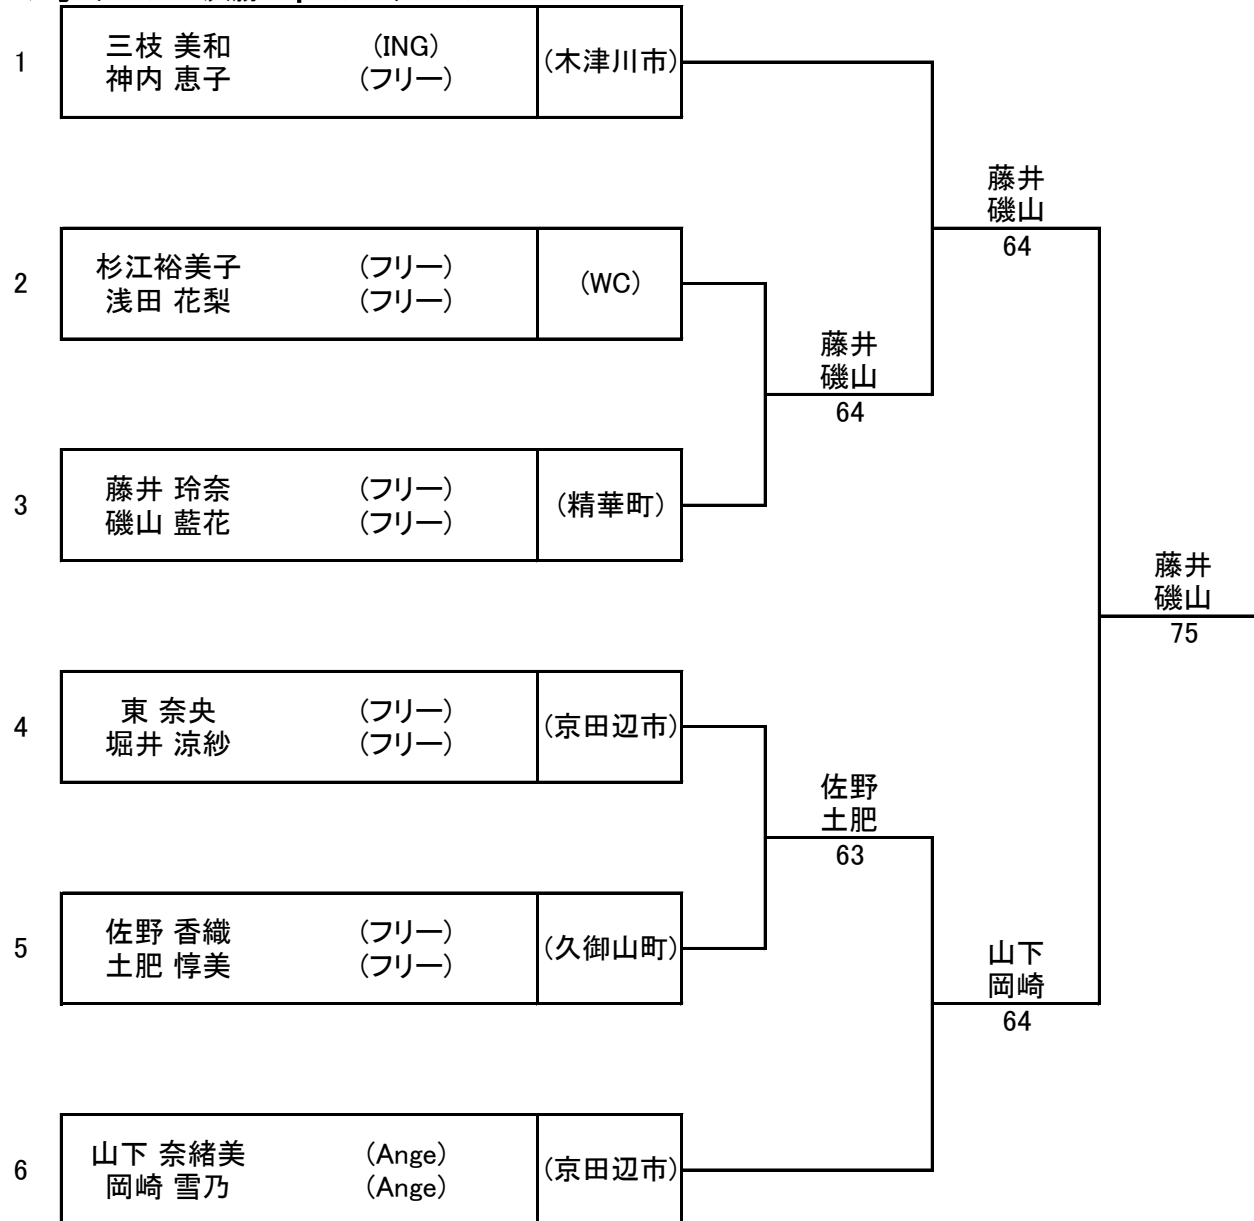 1
三枝 美和 (ING) (木津川市)
神内 恵子 (フリー)
藤井
磯山
64
2
杉江裕美子 (フリー) (WC)
浅田 花梨 (フリー)
藤井
磯山
64
3
藤井 玲奈 (フリー) (精華町)
磯山 藍花 (フリー)
藤井
磯山
75
4
東 奈央 (フリー) (京田辺市)
堀井 涼紗 (フリー)
佐野
土肥
63
5
佐野 香織 (フリー) (久御山町)
土肥 惇美 (フリー)
山下
岡崎
64
6
山下 奈緒美 (Ange) (京田辺市)
岡崎 雪乃 (Ange)